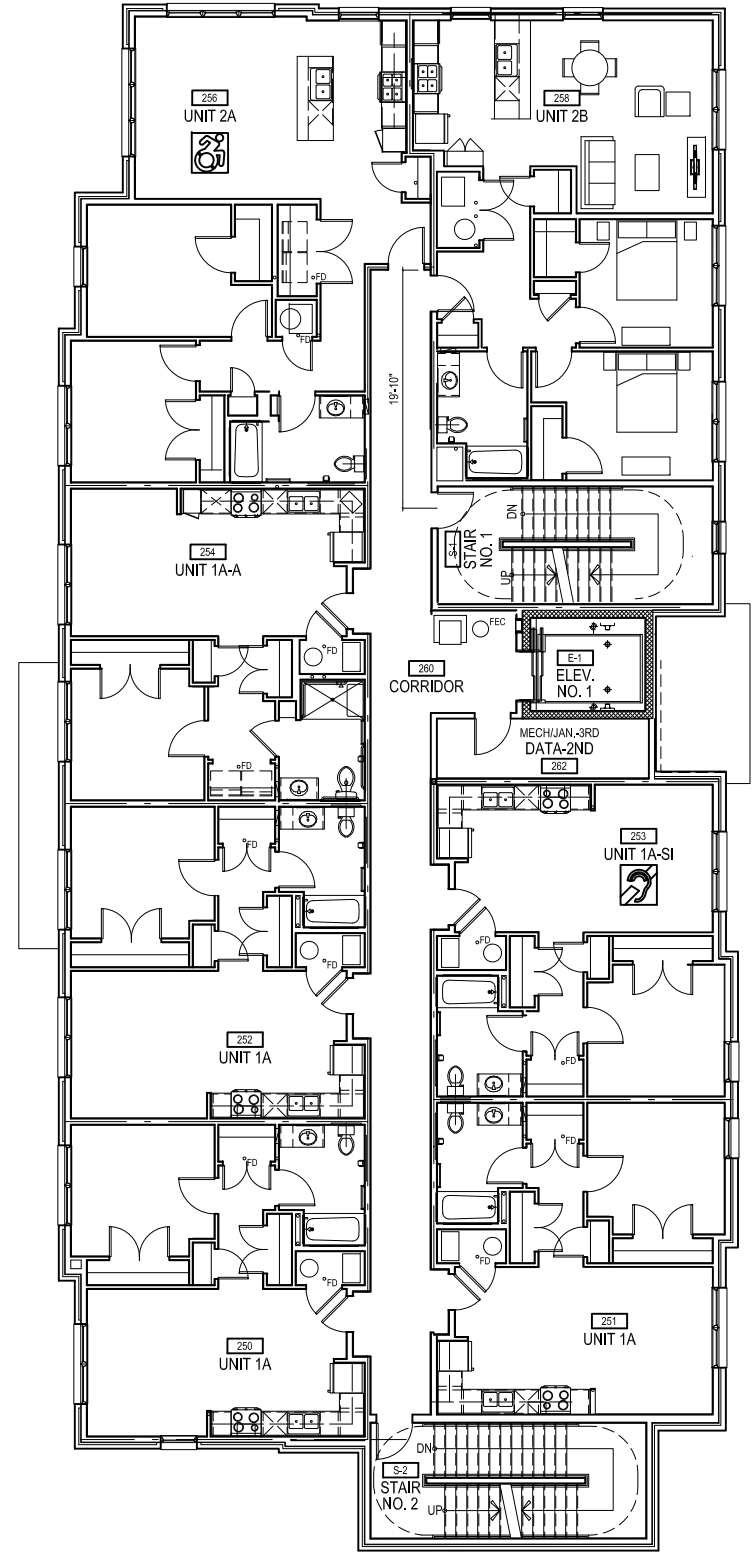 256
UNIT 2A
258
UNIT 2B
FD
FD
19'-10"
DN
S-1
STAIR
NO. 1
UP
254
UNIT 1A-A
FD
FEC
E-1
ELEV.
NO. 1
260
CORRIDOR
MECH/JAN.-3RD
DATA-2ND
262
FD
253
UNIT 1A-SI
FD
FD
FD
252
UNIT 1A
FD
FD
FD
FD
FD
251
UNIT 1A
250
UNIT 1A
DN
S-2
STAIR
NO. 2
UP